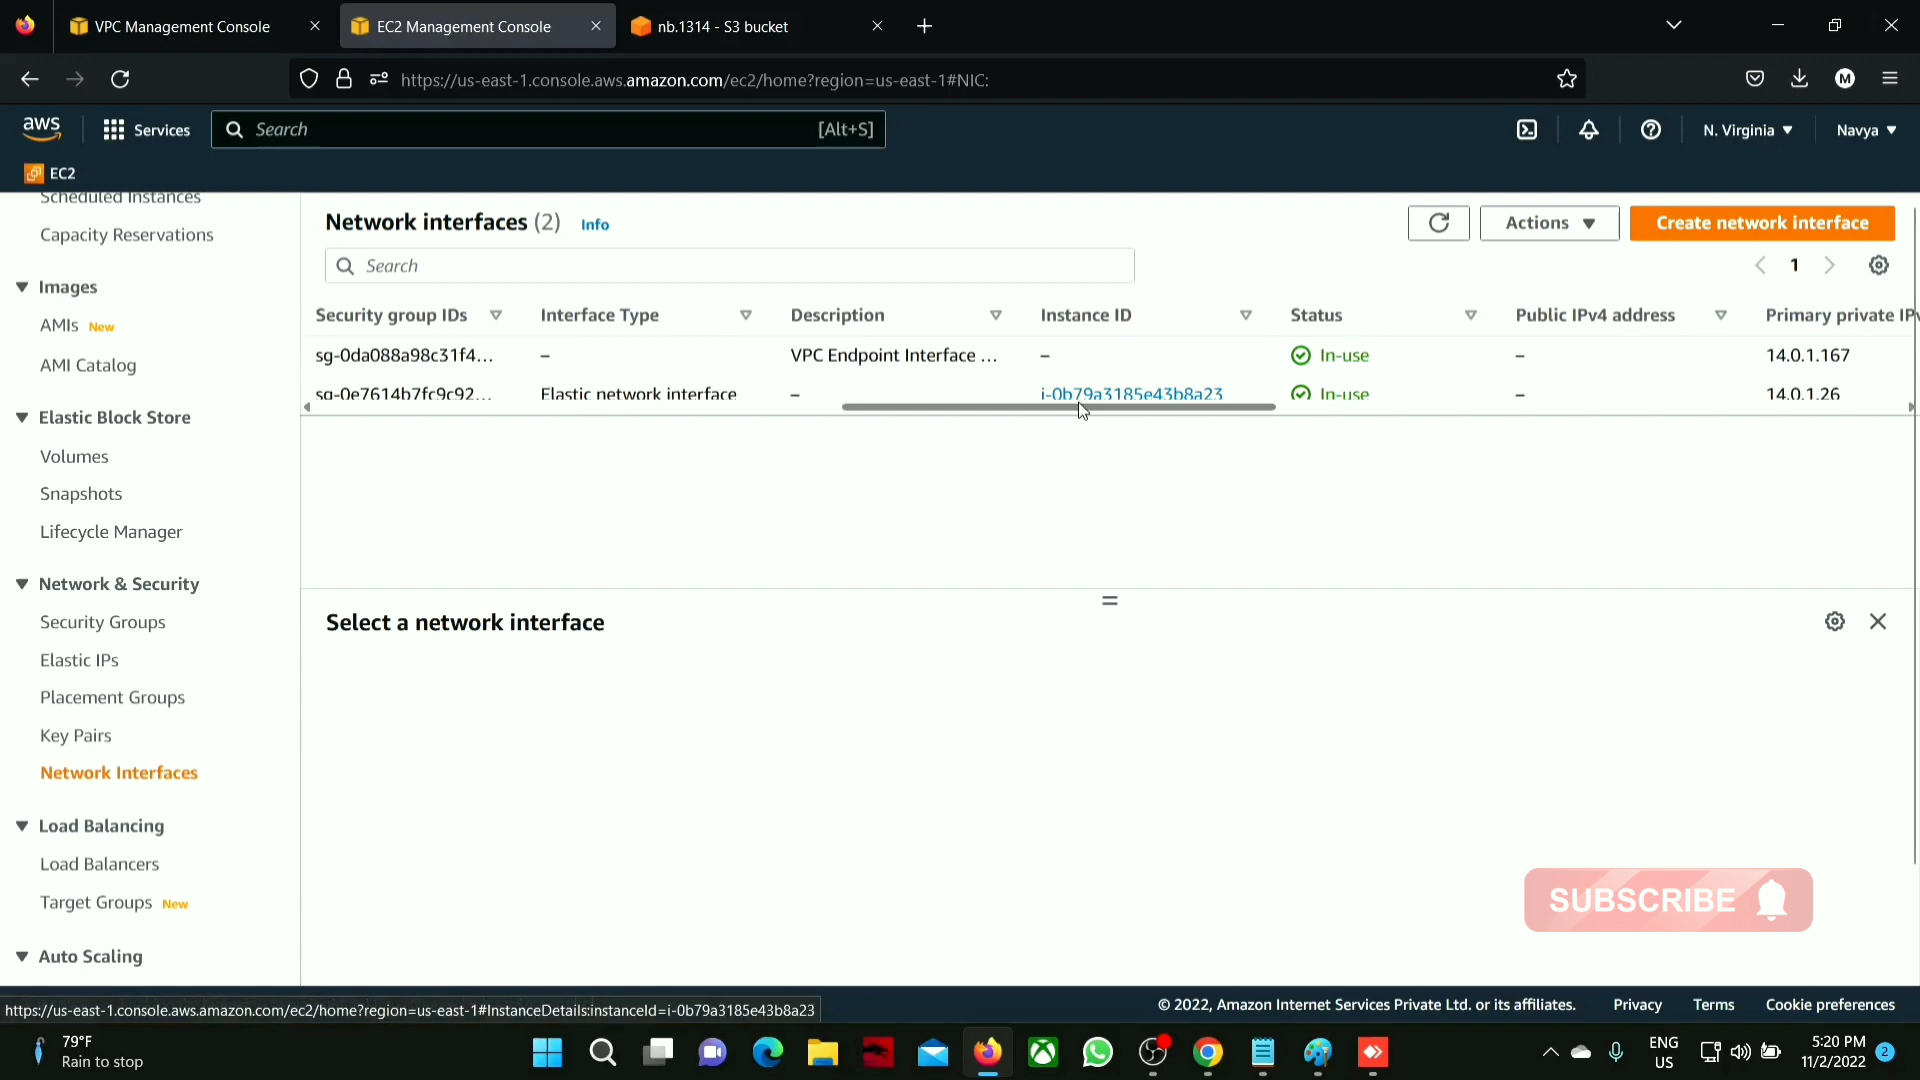 VPC Management Console
EC2 Management Console
nb.1314 - S3 bucket
https://us-east-1.console.aws.amazon.com/ec2/home?region=us-east-1#NIC:
M
aws
Services
Search
[Alt+S]
N. Virginia
Navya
EC2
Scheduled Instances
Capacity Reservations
Images
AMIs New
AMI Catalog
Elastic Block Store
Volumes
Snapshots
Lifecycle Manager
Network & Security
Security Groups
Elastic IPs
Placement Groups
Key Pairs
Network Interfaces
Load Balancing
Load Balancers
Target Groups New
Auto Scaling
Network interfaces (2) Info
Actions
Create network interface
Search
1
Security group IDs Interface Type Description Instance ID Status Public IPv4 address Primary private IPv
sg-0da088a98c31f4... – VPC Endpoint Interface ... – In-use – 14.0.1.167
sg-0e7614b7fc9c92... Elastic network interface – i-0b79a3185e43b8a23 In-use – 14.0.1.26
Select a network interface
SUBSCRIBE
https://us-east-1.console.aws.amazon.com/ec2/home?region=us-east-1#InstanceDetails:instanceId=i-0b79a3185e43b8a23
© 2022, Amazon Internet Services Private Ltd. or its affiliates. Privacy Terms Cookie preferences
79°F
Rain to stop
ENG
US
5:20 PM
11/2/2022
2